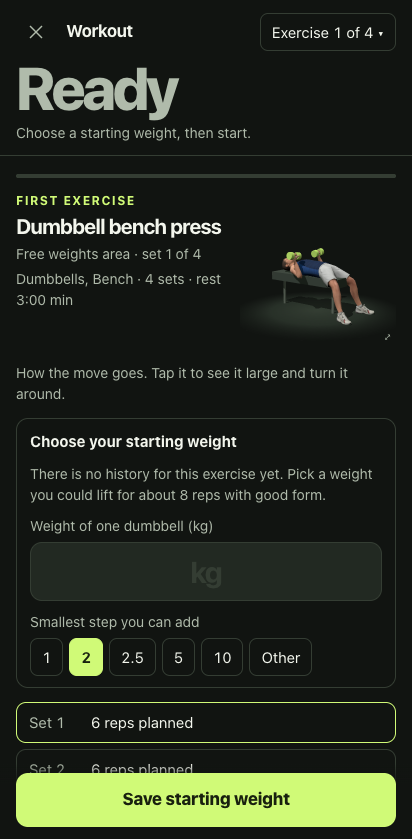 Workout
Exercise 1 of 4
Ready
Choose a starting weight, then start.
FIRST EXERCISE
Dumbbell bench press
Free weights area · set 1 of 4
Dumbbells, Bench · 4 sets · rest
3:00 min
How the move goes. Tap it to see it large and turn it
around.
Choose your starting weight
There is no history for this exercise yet. Pick a weight
you could lift for about 8 reps with good form.
Weight of one dumbbell (kg)
kg
Smallest step you can add
1 2 2.5 5 10 Other
Set 1 6 reps planned
Set 2 6 reps planned
Save starting weight